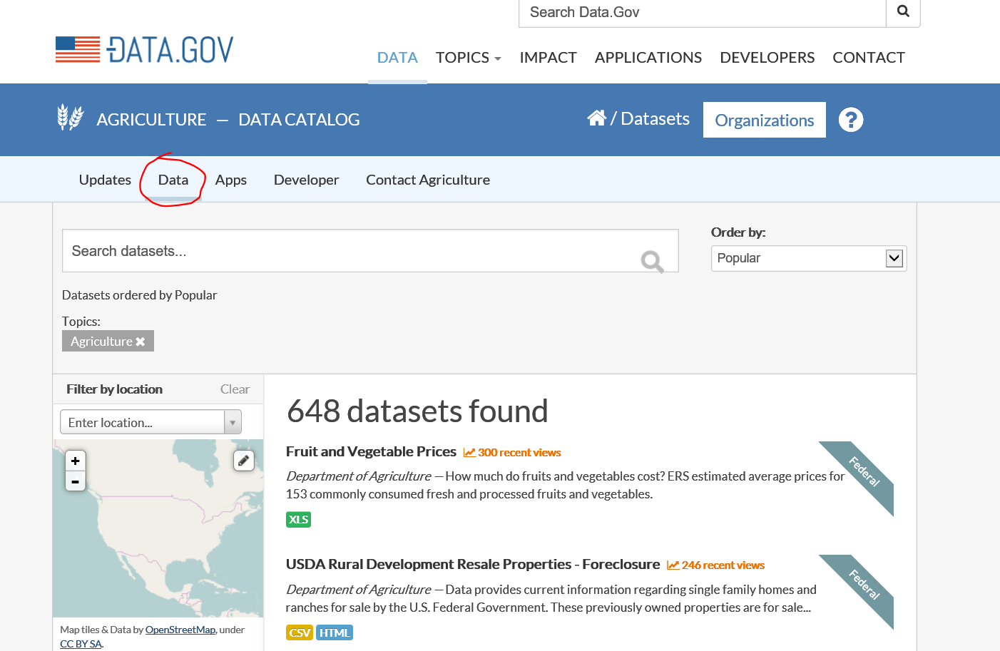 Search Data.Gov
DATA.GOV
DATA TOPICS IMPACT APPLICATIONS DEVELOPERS CONTACT
AGRICULTURE — DATA CATALOG
/ Datasets Organizations ?
Updates Data Apps Developer Contact Agriculture
Search datasets...
Order by:
Popular
Datasets ordered by Popular
Topics:
Agriculture ✖
Filter by location Clear
Enter location...
+
-
Map tiles & Data by OpenStreetMap, under
CC BY SA.
648 datasets found
Fruit and Vegetable Prices 300 recent views
Federal
Department of Agriculture — How much do fruits and vegetables cost? ERS estimated average prices for
153 commonly consumed fresh and processed fruits and vegetables.
XLS
USDA Rural Development Resale Properties - Foreclosure 246 recent views
Federal
Department of Agriculture — Data provides current information regarding single family homes and
ranches for sale by the U.S. Federal Government. These previously owned properties are for sale...
CSV HTML